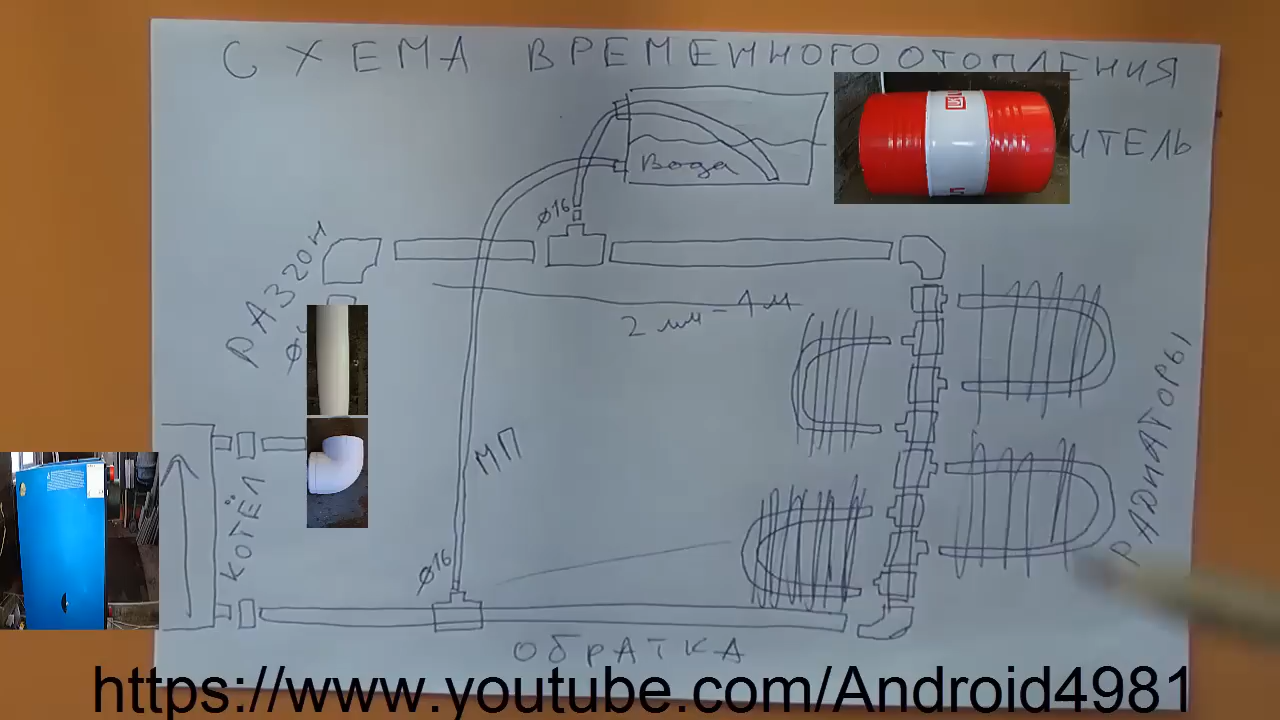 СХЕМА ВРЕМЕННОГО ОТОПЛЕНИЯ
ИТЕЛЬ
Вода
ø16
РАЗГОН
ø
2 мм - 1 м
РАДИАТОРЫ
МП
КОТЁЛ
ø16
ОБРАТКА
https://www.youtube.com/Android4981